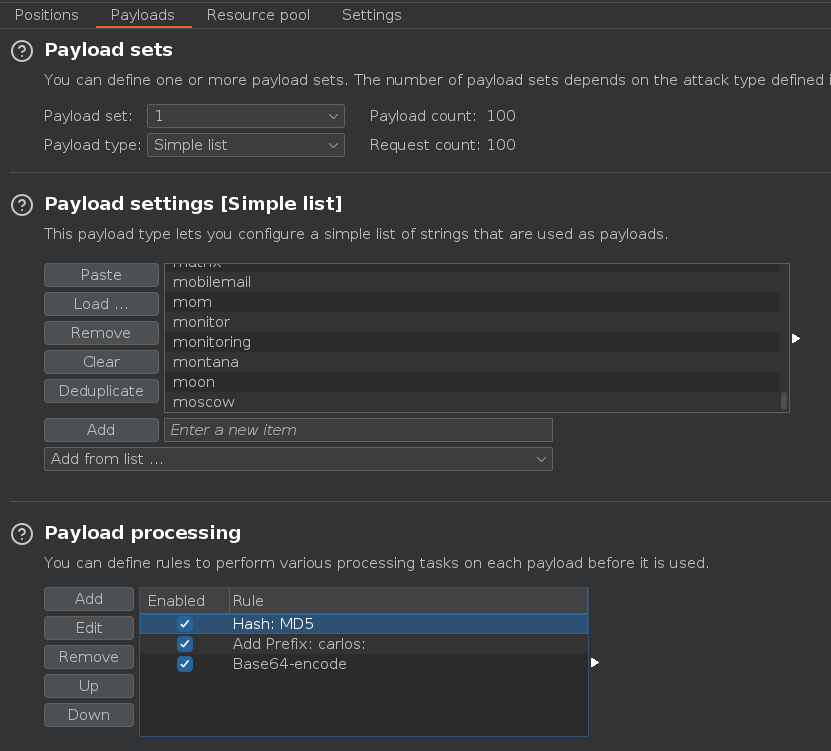 Positions Payloads Resource pool Settings
Payload sets
You can define one or more payload sets. The number of payload sets depends on the attack type defined
Payload set: 1 Payload count: 100
Payload type: Simple list Request count: 100
Payload settings [Simple list]
This payload type lets you configure a simple list of strings that are used as payloads.
Paste
Load ...
Remove
Clear
Deduplicate
mobilemail
mom
monitor
monitoring
montana
moon
moscow
Add Enter a new item
Add from list ...
Payload processing
You can define rules to perform various processing tasks on each payload before it is used.
Add
Edit
Remove
Up
Down
Enabled Rule
Hash: MD5
Add Prefix: carlos:
Base64-encode